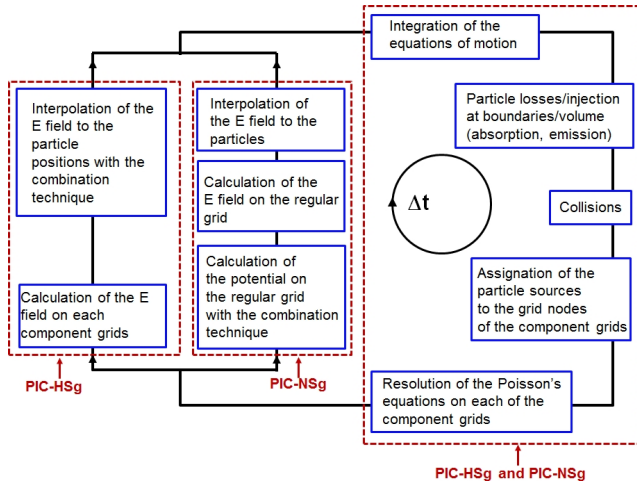 Integration of the
equations of motion
Interpolation of the
E field to the
particle
positions with the
combination
technique
Calculation of the E
field on each
component grids
PIC-HSg
Interpolation of
the E field to the
particles
Calculation of the
E field on the regular
grid
Calculation of
the potential on
the regular grid
with the combination
technique
PIC-NSg
Particle losses/injection
at boundaries/volume
(absorption, emission)
Δt
Collisions
Assignation of the
particle sources
to the grid nodes
of the component grids
Resolution of the Poisson's
equations on each of the
component grids
PIC-HSg and PIC-NSg